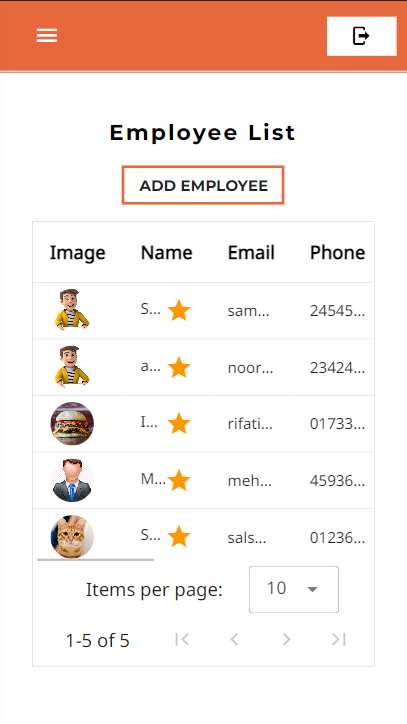 Employee List
ADD EMPLOYEE
Image Name Email Phone
S... sam... 24545...
a... noor... 23424...
I... rifati... 01733...
M... meh... 45936...
S... sals... 01236...
Items per page: 10
1-5 of 5